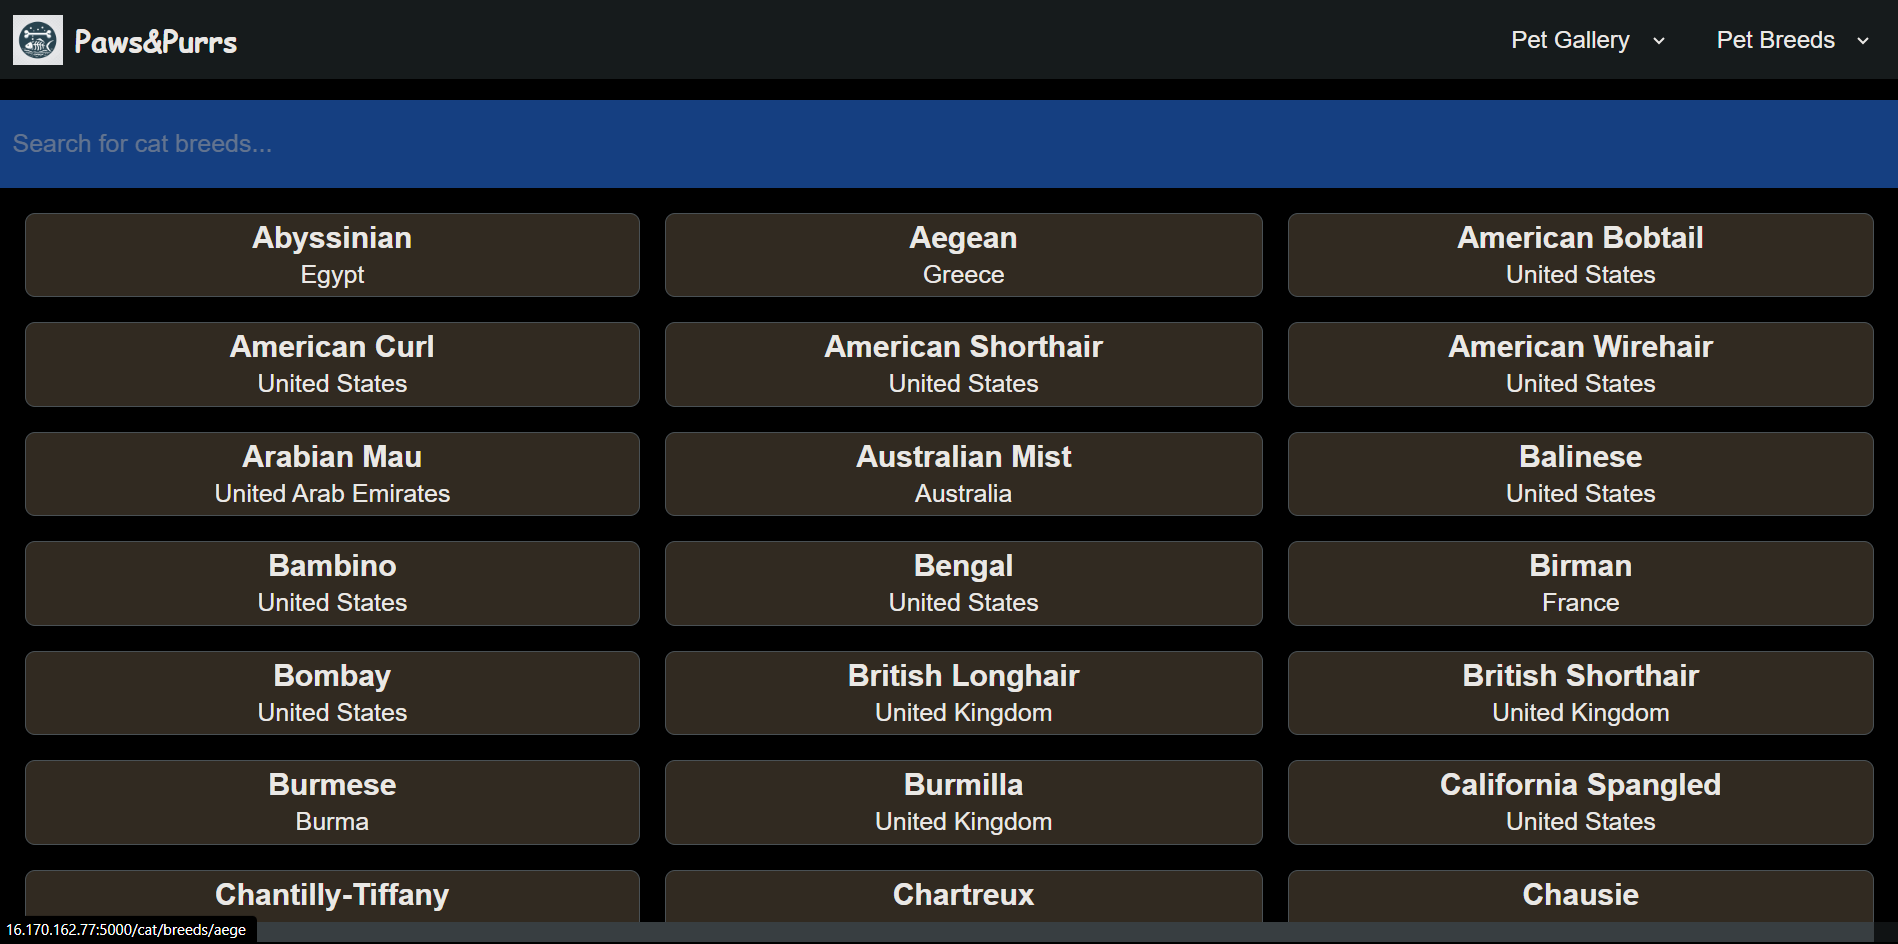 Paws&Purrs
Pet Gallery
Pet Breeds
Search for cat breeds...
Abyssinian
Egypt
Aegean
Greece
American Bobtail
United States
American Curl
United States
American Shorthair
United States
American Wirehair
United States
Arabian Mau
United Arab Emirates
Australian Mist
Australia
Balinese
United States
Bambino
United States
Bengal
United States
Birman
France
Bombay
United States
British Longhair
United Kingdom
British Shorthair
United Kingdom
Burmese
Burma
Burmilla
United Kingdom
California Spangled
United States
Chantilly-Tiffany
Chartreux
Chausie
16.170.162.77:5000/cat/breeds/aege